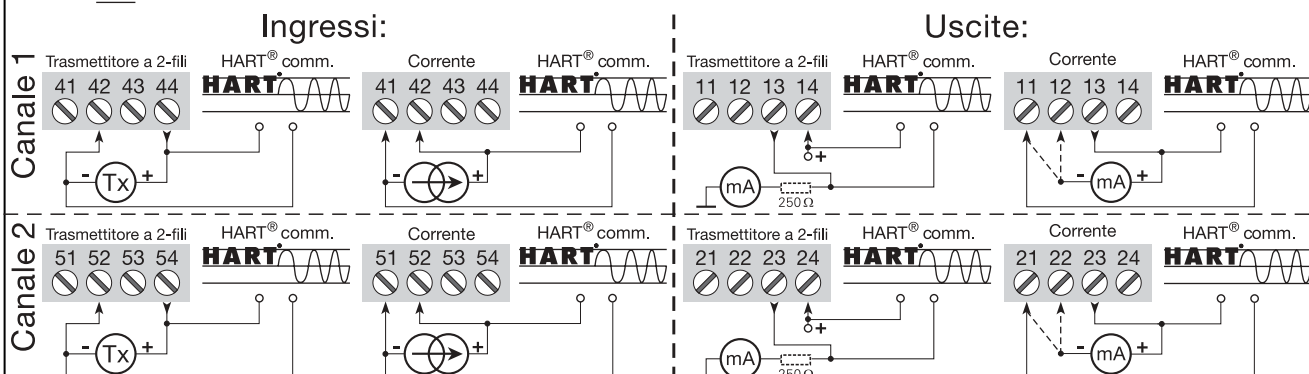 Ingressi: Uscite:
Canale 1
Trasmettitore a 2-fili HART® comm. Corrente HART® comm. Trasmettitore a 2-fili HART® comm. Corrente HART® comm.
41 42 43 44 HART 41 42 43 44 HART 11 12 13 14 HART 11 12 13 14 HART
- Tx + - + + - mA +
mA 250 Ω
Canale 2
Trasmettitore a 2-fili HART® comm. Corrente HART® comm. Trasmettitore a 2-fili HART® comm. Corrente HART® comm.
51 52 53 54 HART 51 52 53 54 HART 21 22 23 24 HART 21 22 23 24 HART
- Tx + - + + - mA +
mA 250 Ω